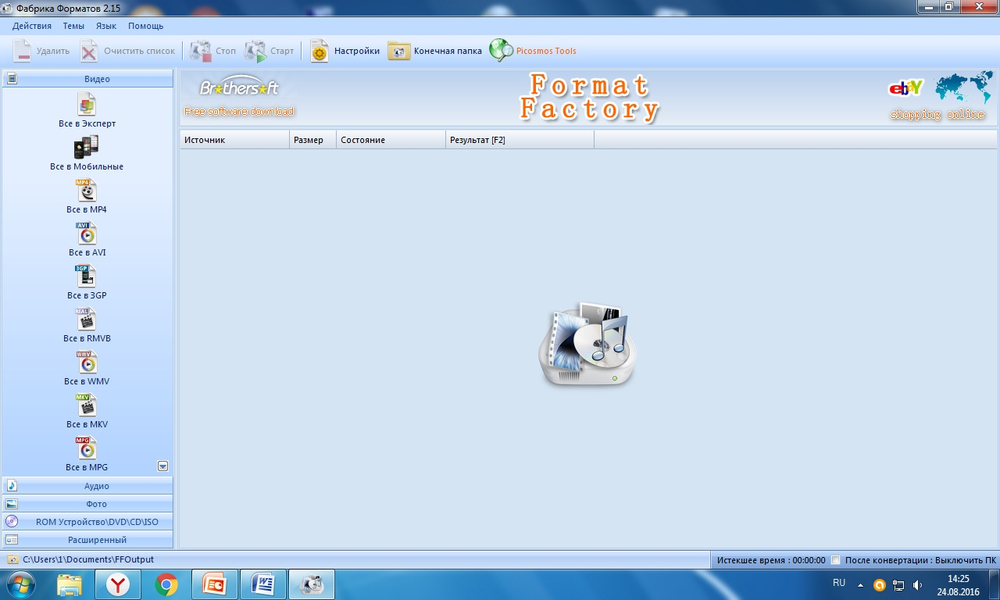 Фабрика Форматов 2.15
Действия Темы Язык Помощь
Удалить Очистить список Стоп Старт Настройки Конечная папка Picosmos Tools
Видео
Все в Эксперт
Все в Мобильные
MP4
Все в MP4
AVI
Все в AVI
3GP
Все в 3GP
REAL
Все в RMVB
WMV
Все в WMV
MKV
Все в MKV
MPG
Все в MPG
Аудио
Фото
ROM Устройство\DVD\CD\ISO
Расширенный
Brothersoft
Free software download
Format
Factory
ebay
shopping online
Источник Размер Состояние Результат [F2]
C:\Users\1\Documents\FFOutput
Истекшее время : 00:00:00 После конвертации : Выключить ПК
RU
14:25
24.08.2016